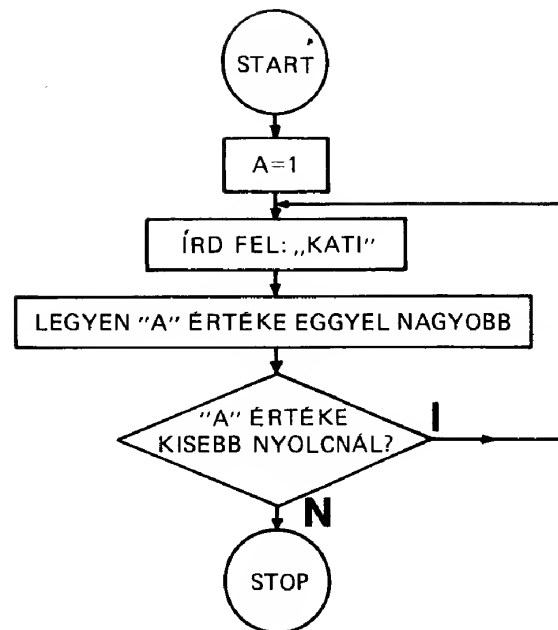 START
A=1
ÍRD FEL: „KATI"
LEGYEN "A" ÉRTÉKE EGGYEL NAGYOBB
"A" ÉRTÉKE
KISEBB NYOLCNÁL?
I
N
STOP